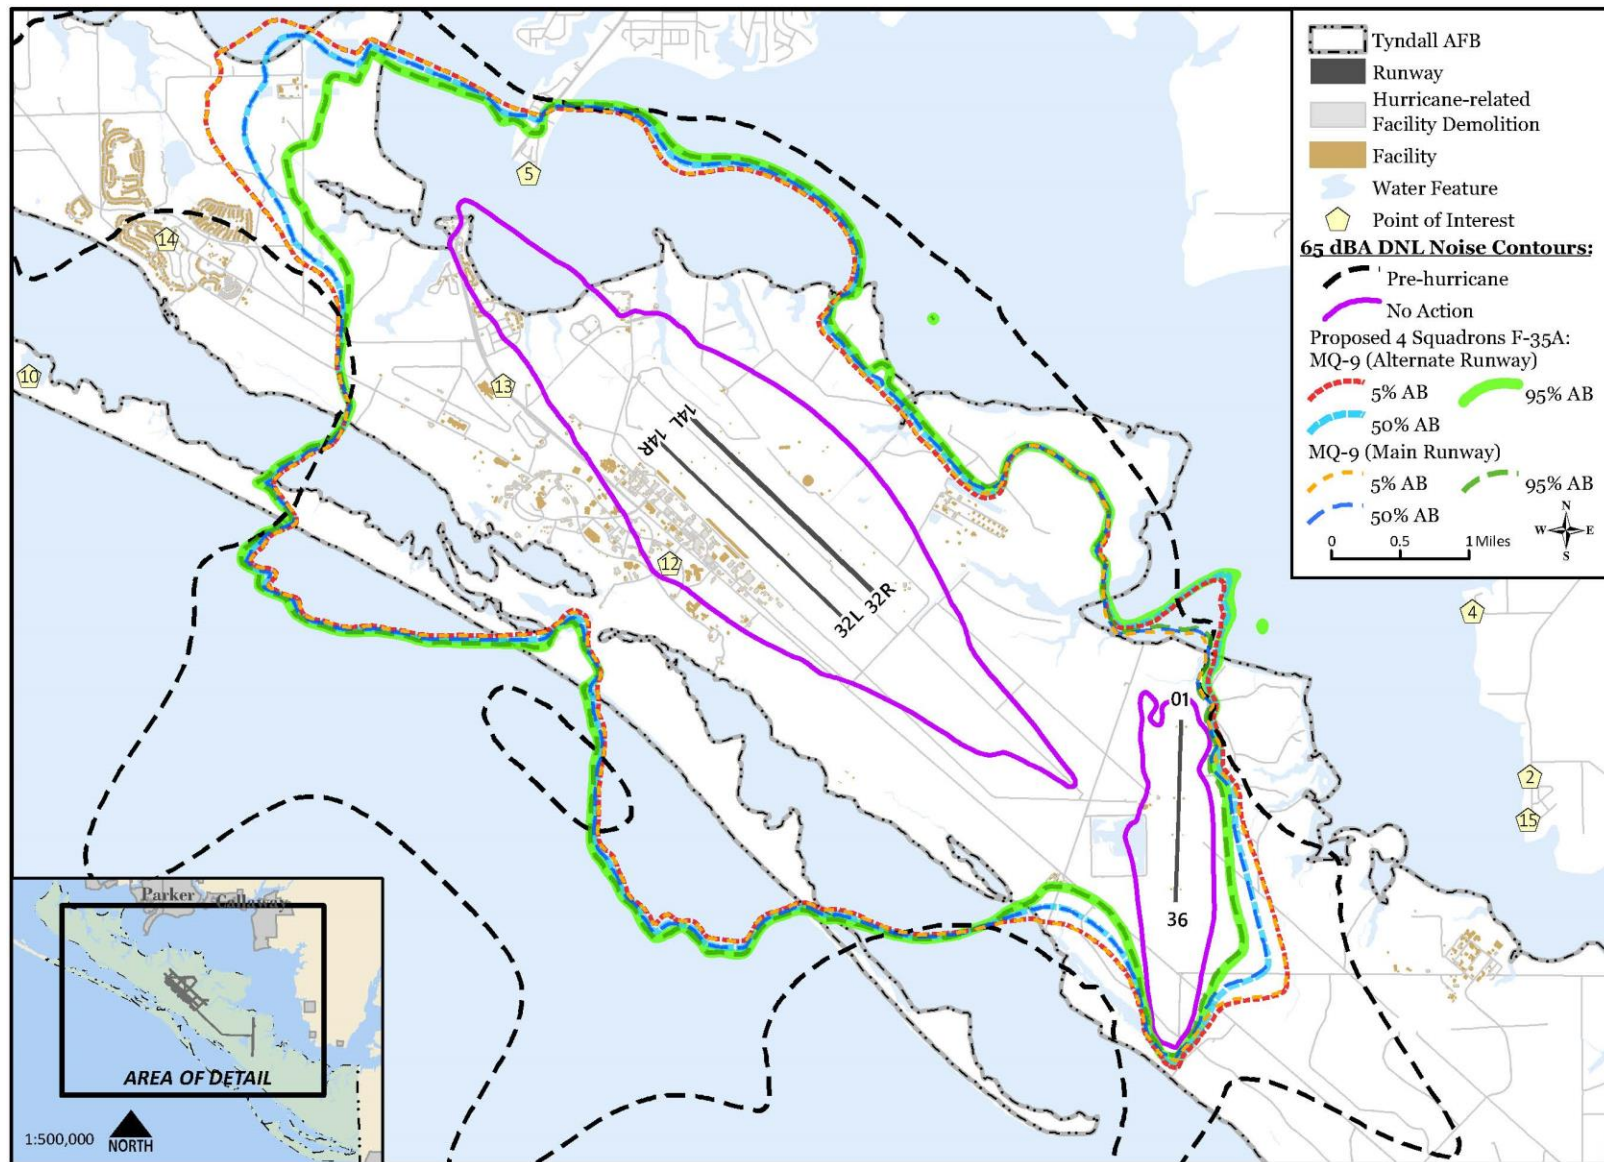 Tyndall AFB
Runway
Hurricane-related
Facility Demolition
Facility
Water Feature
Point of Interest
65 dBA DNL Noise Contours:
Pre-hurricane
No Action
Proposed 4 Squadrons F-35A:
MQ-9 (Alternate Runway)
5% AB
95% AB
50% AB
MQ-9 (Main Runway)
5% AB
95% AB
50% AB
N
W
E
S
0
0.5
1 Miles
5
14
10
13
14L
14R
12
32L
32R
4
01
2
15
36
Parker
Callaway
AREA OF DETAIL
1:500,000
NORTH